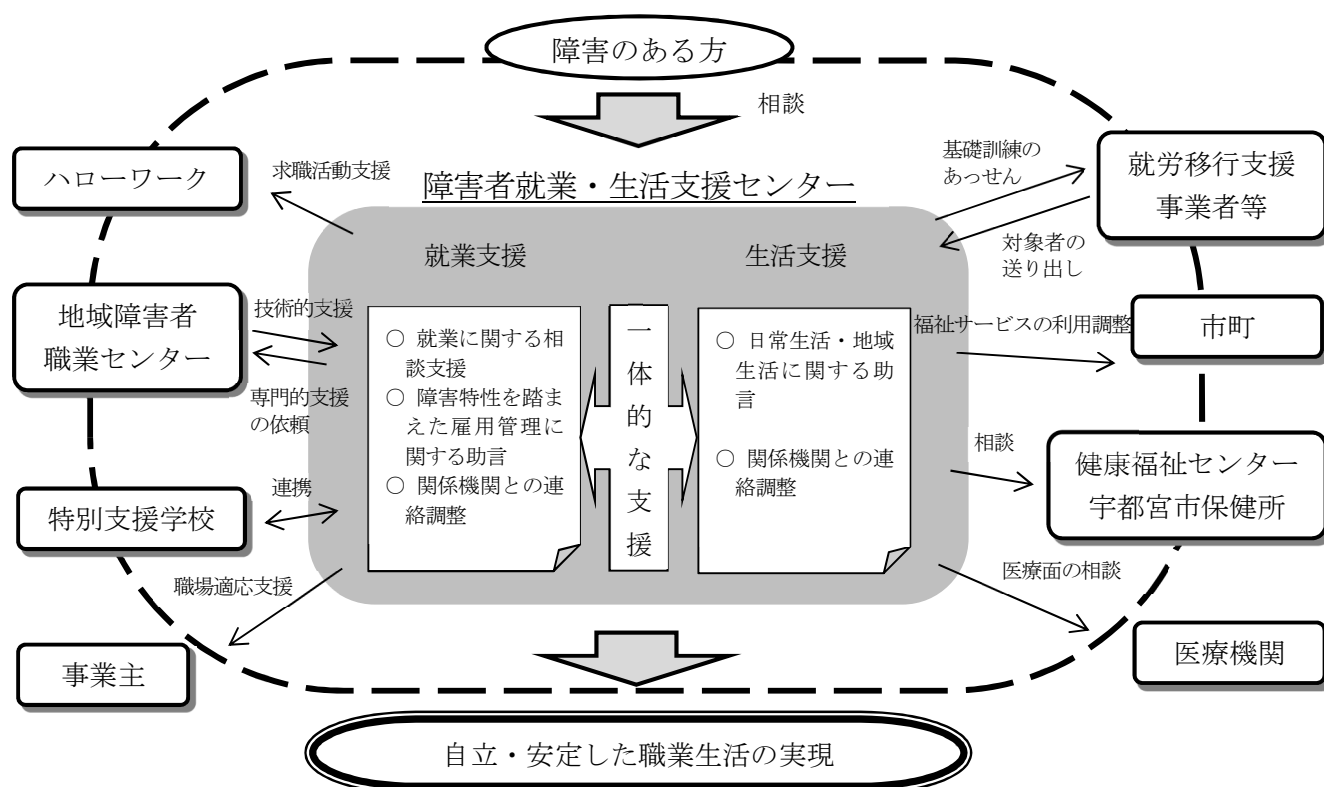 障害のある方
相談
ハローワーク
求職活動支援
障害者就業・生活支援センター
基礎訓練の
あっせん
就労移行支援
事業者等
対象者の
送り出し
就業支援
生活支援
地域障害者
職業センター
技術的支援
専門的支援
の依頼
○ 就業に関する相
談支援
○ 障害特性を踏ま
えた雇用管理に
関する助言
○ 関係機関との連
絡調整
一体的な支援
○ 日常生活・地域
生活に関する助
言
○ 関係機関との連
絡調整
福祉サービスの利用調整
市町
相談
健康福祉センター
宇都宮市保健所
特別支援学校
連携
職場適応支援
事業主
医療面の相談
医療機関
自立・安定した職業生活の実現